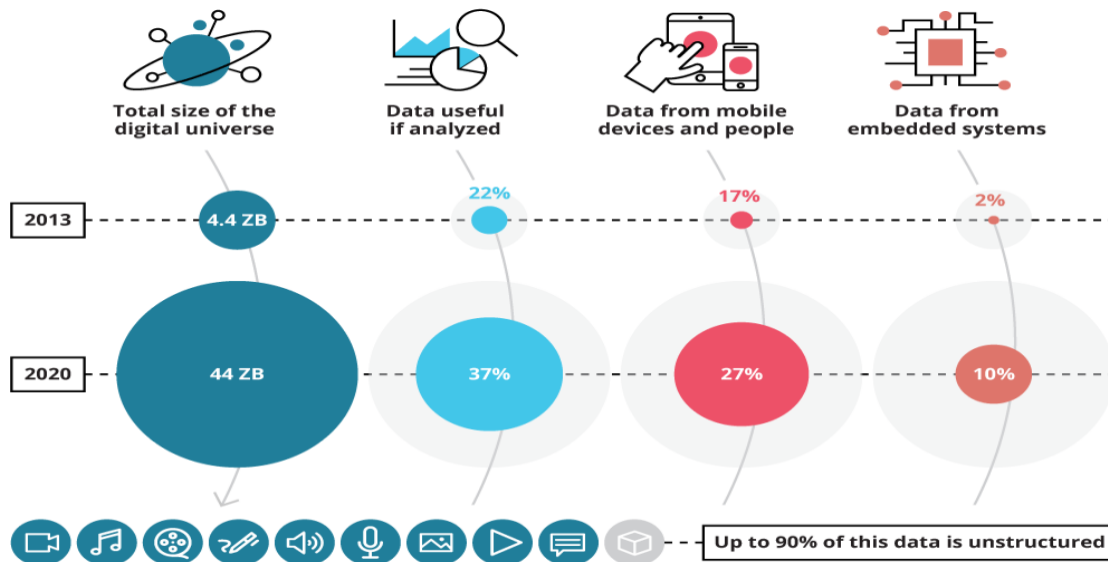 Total size of the
digital universe
Data useful
if analyzed
Data from mobile
devices and people
Data from
embedded systems
2013
4.4 ZB
22%
17%
2%
2020
44 ZB
37%
27%
10%
Up to 90% of this data is unstructured